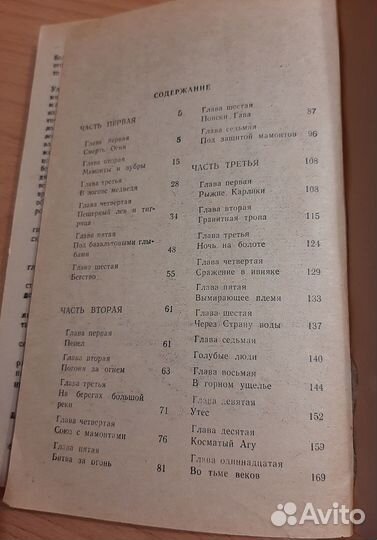 СОДЕРЖАНИЕ
ЧАСТЬ ПЕРВАЯ 5
Глава первая
Смерть Огня 5
Глава вторая
Мамонты и зубры 15
Глава третья
В логове медведя 28
Глава четвертая
Пещерный лев и тиг-
рица 34
Глава пятая
Под базальтовыми глы-
бами 48
Глава шестая
Бегство 55
ЧАСТЬ ВТОРАЯ 61
Глава первая
Пепел 61
Глава вторая
Погоня за огнем 63
Глава третья
На берегах большой
реки 71
Глава четвертая
Союз с мамонтами 76
Глава пятая
Битва за огонь 81
Глава шестая
Поиски Гава 87
Глава седьмая
Под защитой мамонтов 96
ЧАСТЬ ТРЕТЬЯ 108
Глава первая
Рыжие Карлики 108
Глава вторая
Гранитная тропа 115
Глава третья
Ночь на болоте 124
Глава четвертая
Сражение в ивняке 129
Глава пятая
Вымирающее племя 133
Глава шестая
Через Страну воды 137
Глава седьмая
Голубые люди 140
Глава восьмая
В горном ущелье 144
Глава девятая
Утес 152
Глава десятая
Косматый Агу 159
Глава одиннадцатая
Во тьме веков 169
Avito